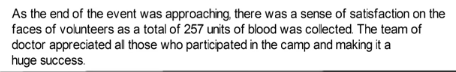 As the end of the event was approaching, there was a sense of satisfaction on the
faces of volunteers as a total of 257 units of blood was collected. The team of
doctor appreciated all those who participated in the camp and making it a
huge success.